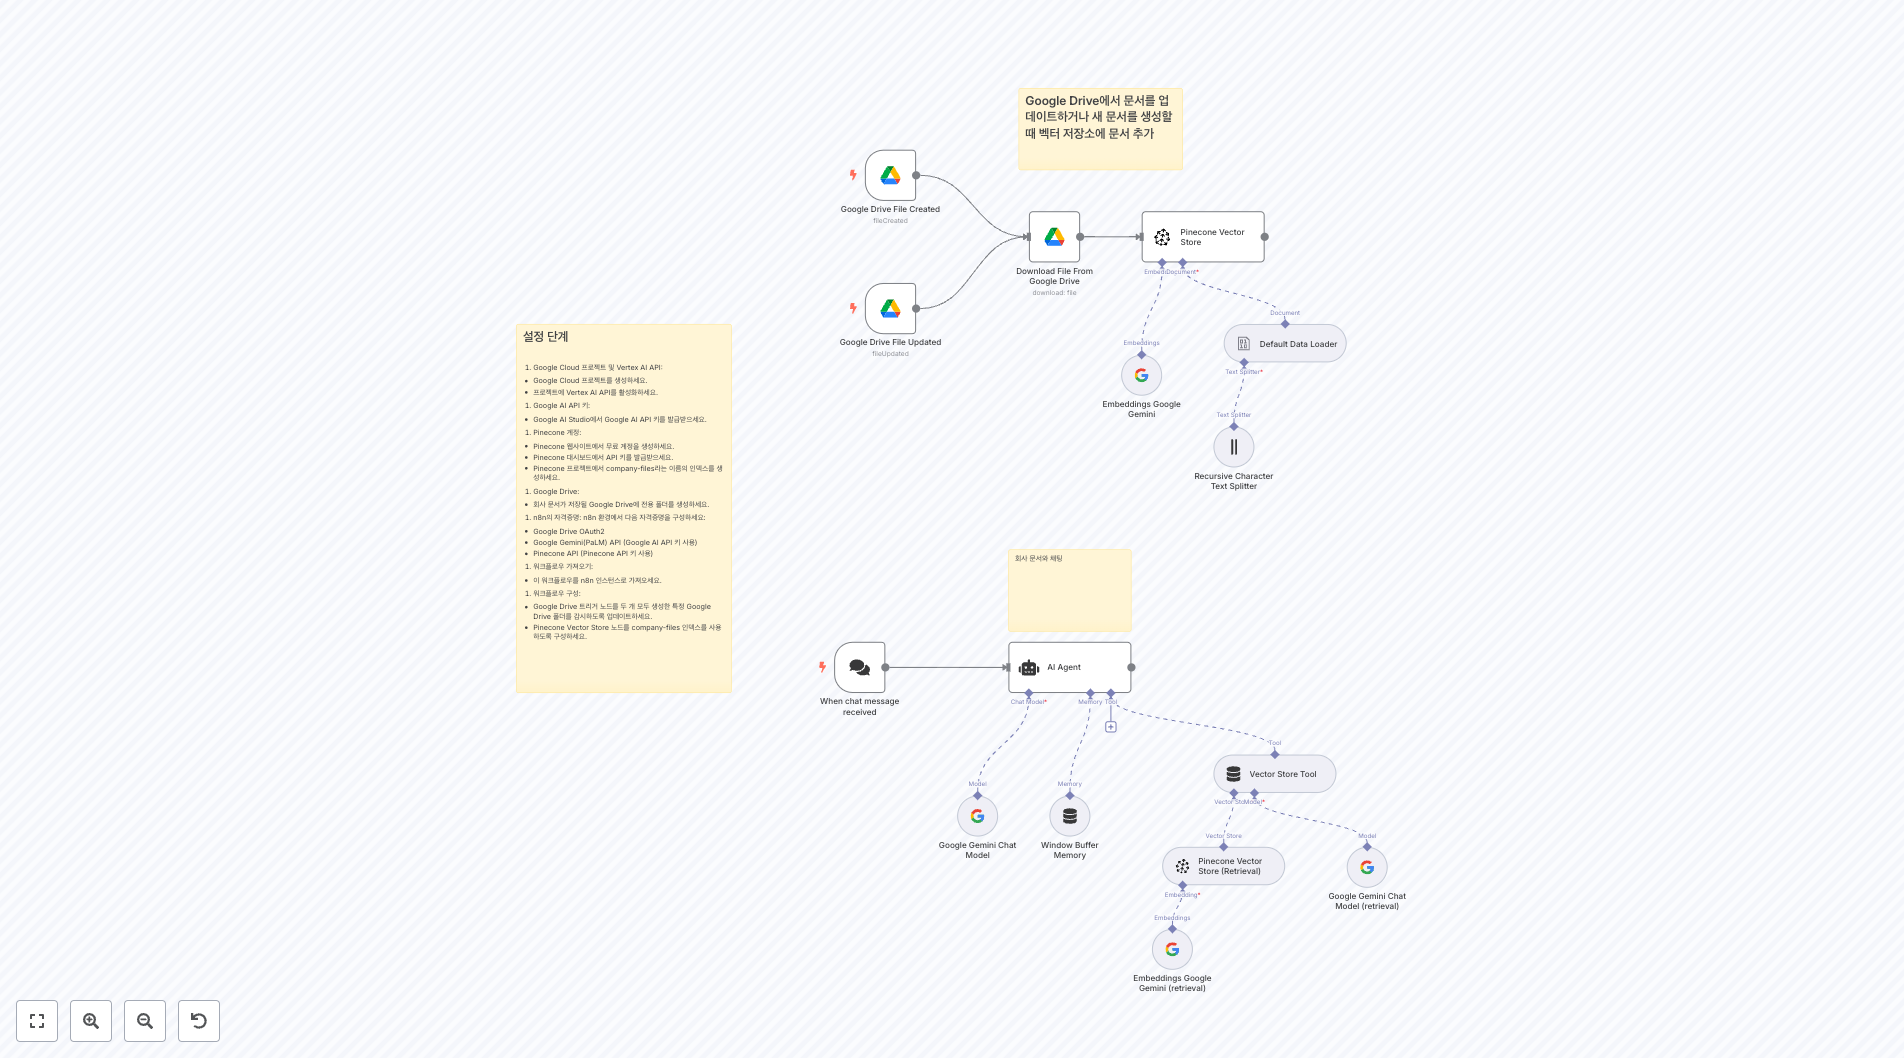 Google Drive에서 문서를 업
데이트하거나 새 문서를 생성할
때 벡터 저장소에 문서 추가
Google Drive File Created
fileCreated
Pinecone Vector
Store
Embed
Document*
Download File From
Google Drive
download: file
Google Drive File Updated
fileUpdated
Document
Default Data Loader
Text Splitter*
Embeddings
Embeddings Google
Gemini
Text Splitter
Recursive Character
Text Splitter
설정 단계
1. Google Cloud 프로젝트 및 Vertex AI API:
• Google Cloud 프로젝트를 생성하세요.
• 프로젝트에 Vertex AI API를 활성화하세요.
1. Google AI API 키:
• Google AI Studio에서 Google AI API 키를 발급받으세요.
1. Pinecone 계정:
• Pinecone 웹사이트에서 무료 계정을 생성하세요.
• Pinecone 대시보드에서 API 키를 발급받으세요.
• Pinecone 프로젝트에서 company-files라는 이름의 인덱스를 생
성하세요.
1. Google Drive:
• 회사 문서가 저장될 Google Drive에 전용 폴더를 생성하세요.
1. n8n의 자격증명: n8n 환경에서 다음 자격증명을 구성하세요:
• Google Drive OAuth2
• Google Gemini(PaLM) API (Google AI API 키 사용)
• Pinecone API (Pinecone API 키 사용)
1. 워크플로우 가져오기:
• 이 워크플로우를 n8n 인스턴스로 가져오세요.
1. 워크플로우 구성:
• Google Drive 트리거 노드를 두 개 모두 생성한 특정 Google
Drive 폴더를 감시하도록 업데이트하세요.
• Pinecone Vector Store 노드를 company-files 인덱스를 사용
하도록 구성하세요.
회사 문서와 채팅
When chat message
received
AI Agent
Chat Model*
Memory
Tool
Model
Google Gemini Chat
Model
Memory
Window Buffer
Memory
Tool
Vector Store Tool
Vector Sto
Model*
Vector Store
Pinecone Vector
Store (Retrieval)
Embedding*
Model
Google Gemini Chat
Model (retrieval)
Embeddings
Embeddings Google
Gemini (retrieval)